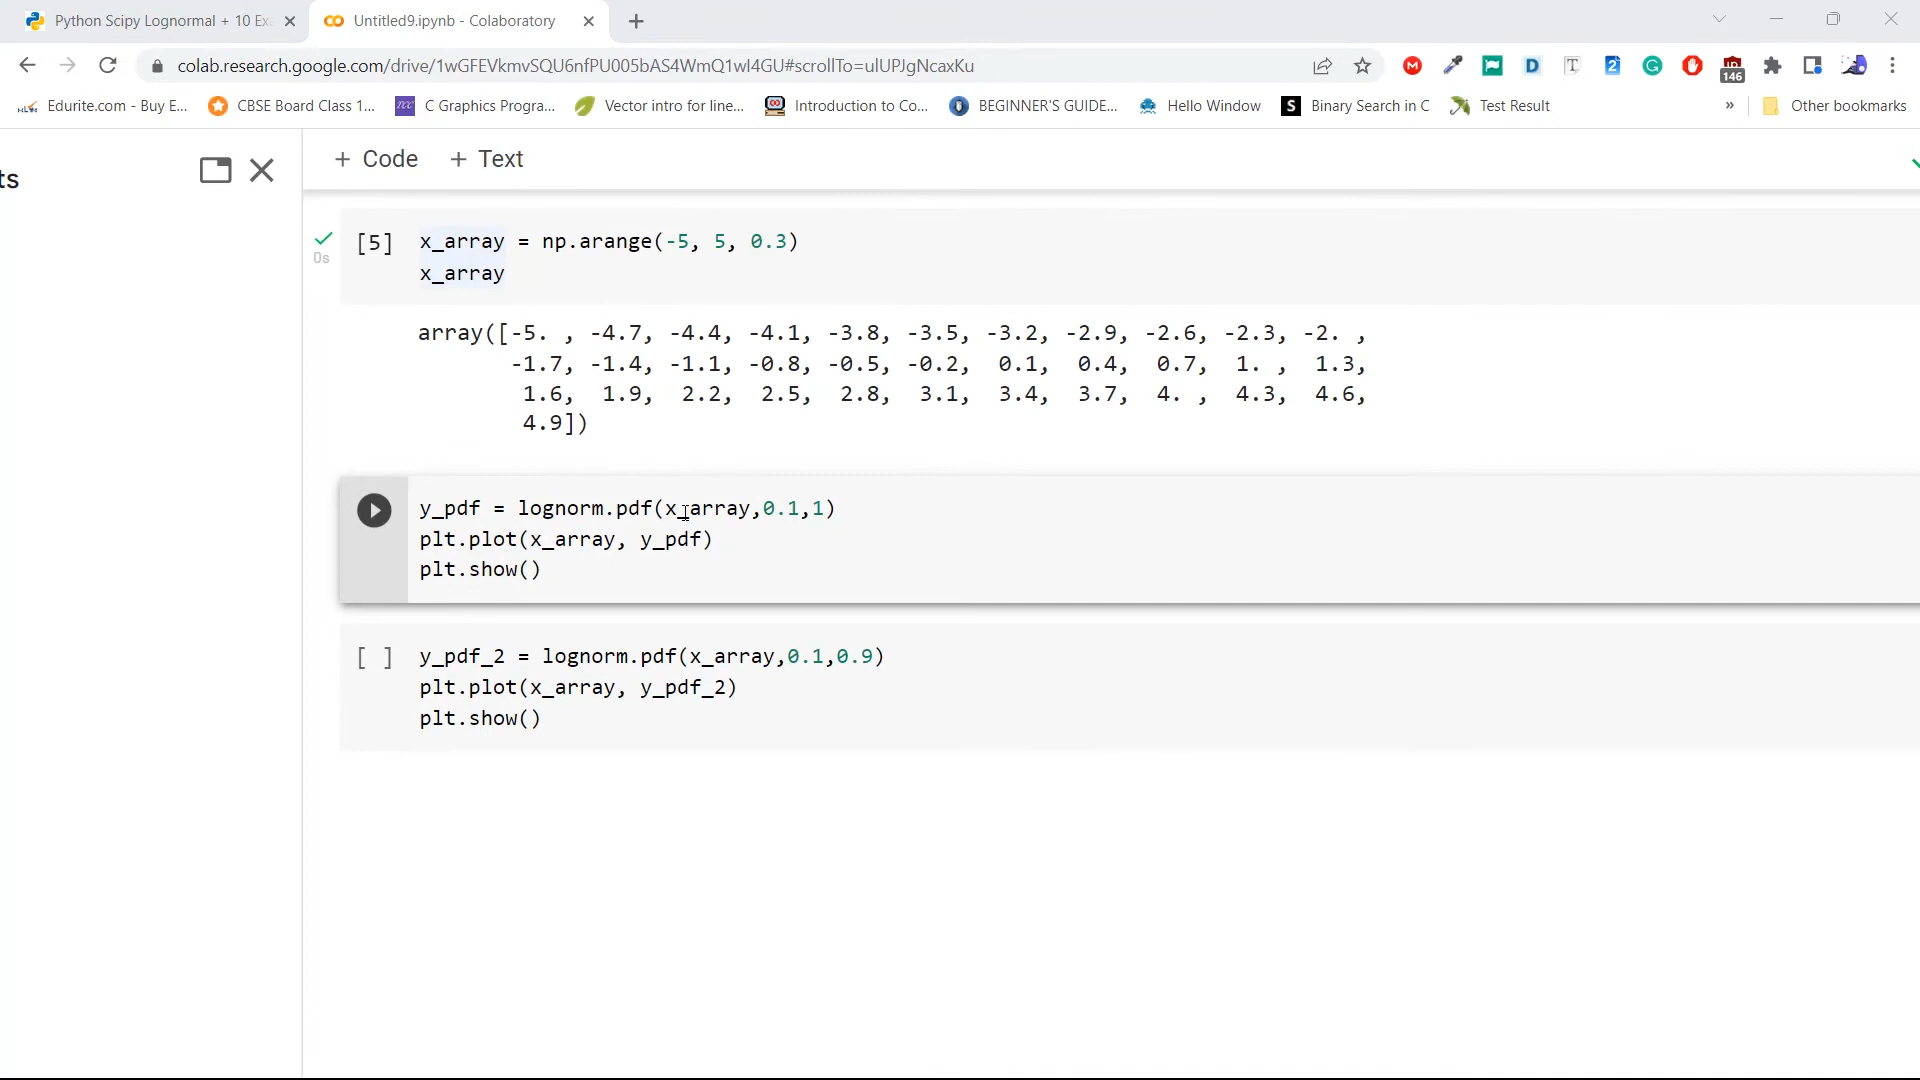 Python Scipy Lognormal + 10 Ex
Untitled9.ipynb - Colaboratory
colab.research.google.com/drive/1wGFEVkmvSQU6nfPU005bAS4WmQ1wI4GU#scrollTo=ulUPJgNcaxKu
146
Edurite.com - Buy E...
CBSE Board Class 1...
C Graphics Progra...
Vector intro for line...
Introduction to Co...
BEGINNER'S GUIDE...
Hello Window
Binary Search in C
Test Result
»
Other bookmarks
ts
+ Code + Text
[5] x_array = np.arange(-5, 5, 0.3)
0s
x_array
array([-5. , -4.7, -4.4, -4.1, -3.8, -3.5, -3.2, -2.9, -2.6, -2.3, -2. ,
-1.7, -1.4, -1.1, -0.8, -0.5, -0.2, 0.1, 0.4, 0.7, 1. , 1.3,
1.6, 1.9, 2.2, 2.5, 2.8, 3.1, 3.4, 3.7, 4. , 4.3, 4.6,
4.9])
y_pdf = lognorm.pdf(x_array,0.1,1)
plt.plot(x_array, y_pdf)
plt.show()
[ ] y_pdf_2 = lognorm.pdf(x_array,0.1,0.9)
plt.plot(x_array, y_pdf_2)
plt.show()